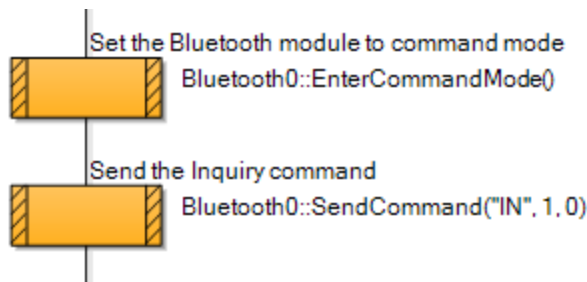 Set the Bluetooth module to command mode
Bluetooth0::EnterCommandMode()
Send the Inquiry command
Bluetooth0::SendCommand("IN", 1, 0)